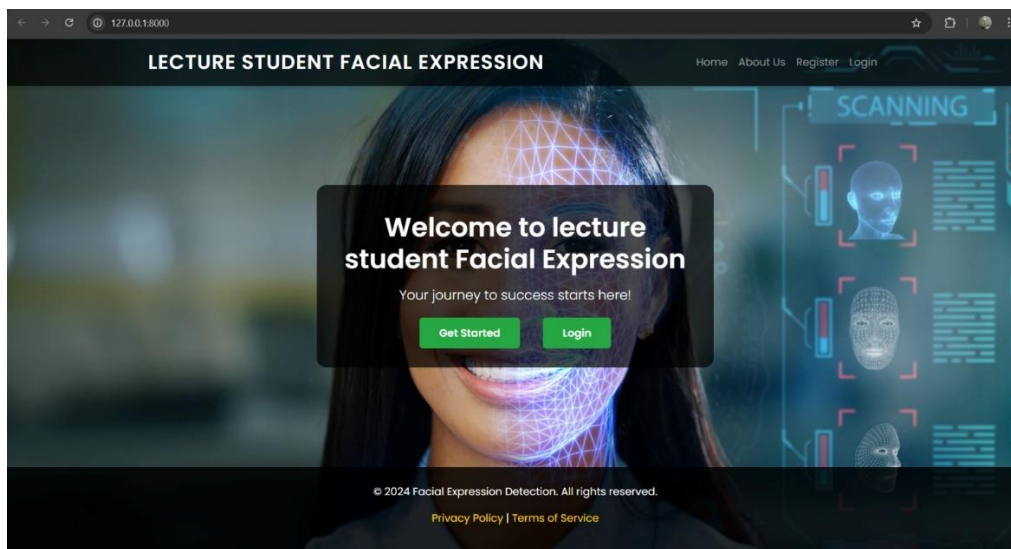 127.0.0.1:8000
LECTURE STUDENT FACIAL EXPRESSION
Home About Us Register Login
SCANNING
Welcome to lecture
student Facial Expression
Your journey to success starts here!
Get Started Login
© 2024 Facial Expression Detection. All rights reserved.
Privacy Policy | Terms of Service